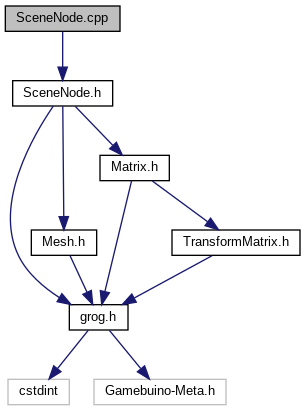 SceneNode.cpp
SceneNode.h
Matrix.h
Mesh.h
TransformMatrix.h
grog.h
cstdint
Gamebuino-Meta.h